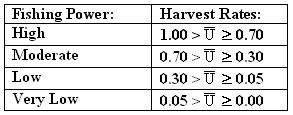 Fishing Power: Harvest Rates:
High 1.00 > U̅ ≥ 0.70
Moderate 0.70 > U̅ ≥ 0.30
Low 0.30 > U̅ ≥ 0.05
Very Low 0.05 > U̅ ≥ 0.00